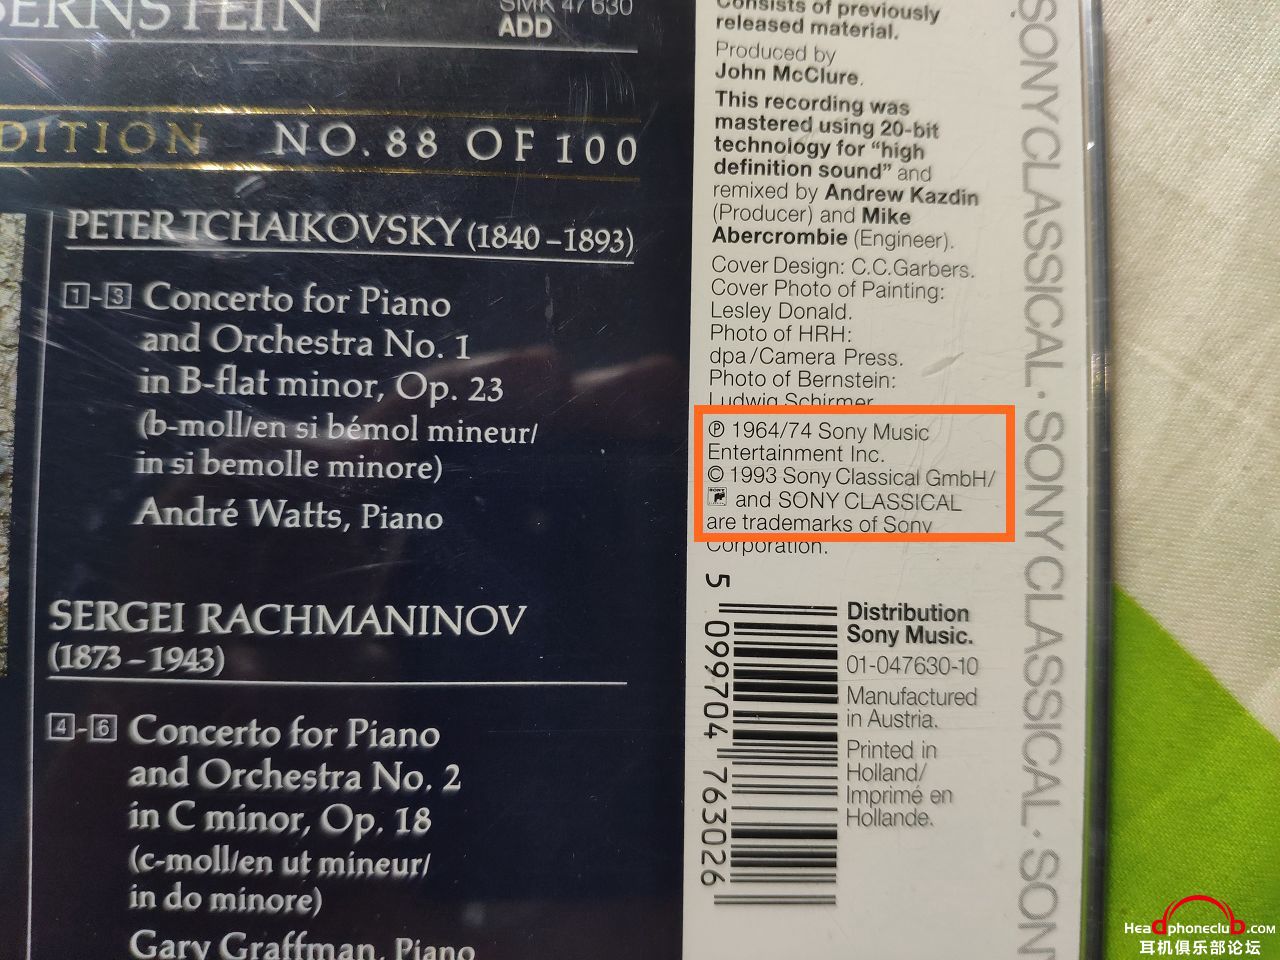 BERNSTEIN
SMK 47630
ADD
DITION NO. 88 OF 100
PETER TCHAIKOVSKY (1840–1893)
1-3 Concerto for Piano
and Orchestra No. 1
in B-flat minor, Op. 23
(b-moll/en si bémol mineur/
in si bemolle minore)
André Watts, Piano
SERGEI RACHMANINOV
(1873–1943)
4-6 Concerto for Piano
and Orchestra No. 2
in C minor, Op. 18
(c-moll/en ut mineur/
in do minore)
Gary Graffman, Piano
Consists of previously
released material.
Produced by
John McClure.
This recording was
mastered using 20-bit
technology for “high
definition sound” and
remixed by Andrew Kazdin
(Producer) and Mike
Abercrombie (Engineer).
Cover Design: C.C.Garbers.
Cover Photo of Painting:
Lesley Donald.
Photo of HRH:
dpa/Camera Press.
Photo of Bernstein:
Ludwig Schirmer.
℗ 1964/74 Sony Music
Entertainment Inc.
© 1993 Sony Classical GmbH/
SONY and SONY CLASSICAL
are trademarks of Sony
Corporation.
5 099704 763026
Distribution
Sony Music.
01-047630-10
Manufactured
in Austria.
Printed in
Holland/
Imprimé en
Hollande.
SONY CLASSICAL · SONY CLASSICAL · SON
Headphoneclub.com
耳机俱乐部论坛